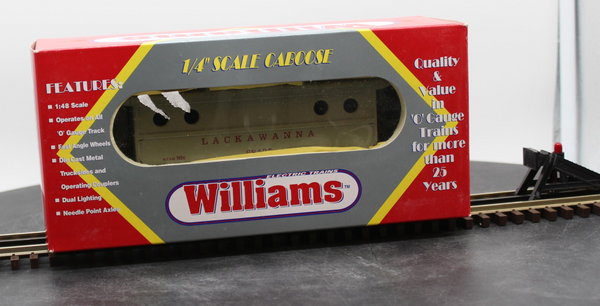 1/4" SCALE CABOOSE
FEATURES:
1:48 Scale
Operates on All
'O' Gauge Track
Fast Angle Wheels
Die Cast Metal
Trucksides and
Operating Couplers
Dual Lighting
Needle Point Axles
LACKAWANNA
ELECTRIC TRAINS
Williams
TM
Quality
&
Value
in
'O' Gauge
Trains
for more
than
25
Years